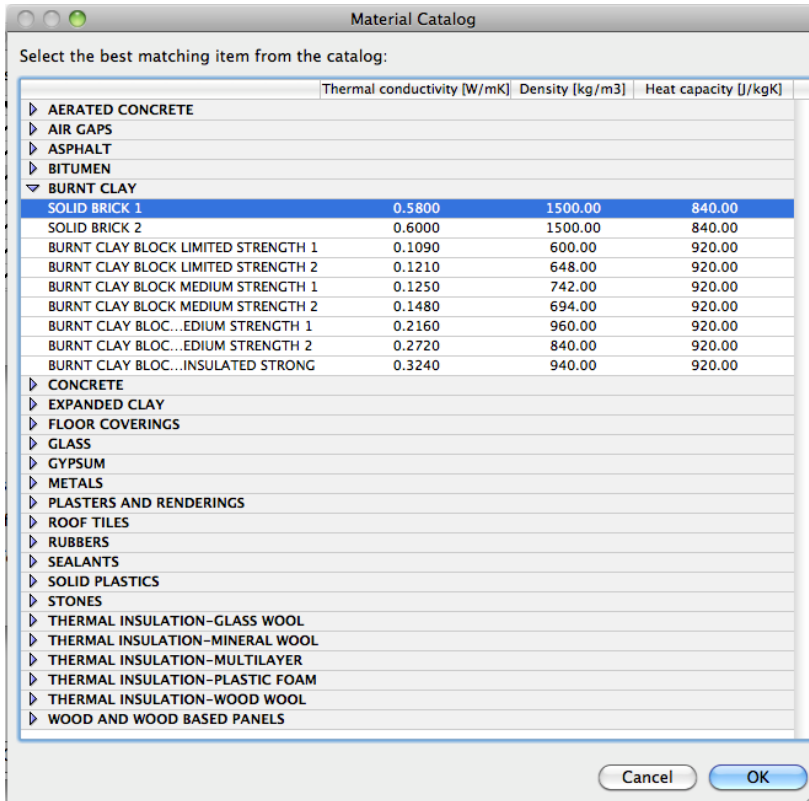 Material Catalog
Select the best matching item from the catalog:
Thermal conductivity [W/mK] Density [kg/m3] Heat capacity [J/kgK]
AERATED CONCRETE
AIR GAPS
ASPHALT
BITUMEN
BURNT CLAY
SOLID BRICK 1 0.5800 1500.00 840.00
SOLID BRICK 2 0.6000 1500.00 840.00
BURNT CLAY BLOCK LIMITED STRENGTH 1 0.1090 600.00 920.00
BURNT CLAY BLOCK LIMITED STRENGTH 2 0.1210 648.00 920.00
BURNT CLAY BLOCK MEDIUM STRENGTH 1 0.1250 742.00 920.00
BURNT CLAY BLOCK MEDIUM STRENGTH 2 0.1480 694.00 920.00
BURNT CLAY BLOC...EDIUM STRENGTH 1 0.2160 960.00 920.00
BURNT CLAY BLOC...EDIUM STRENGTH 2 0.2720 840.00 920.00
BURNT CLAY BLOC...INSULATED STRONG 0.3240 940.00 920.00
CONCRETE
EXPANDED CLAY
FLOOR COVERINGS
GLASS
GYPSUM
METALS
PLASTERS AND RENDERINGS
ROOF TILES
RUBBERS
SEALANTS
SOLID PLASTICS
STONES
THERMAL INSULATION-GLASS WOOL
THERMAL INSULATION-MINERAL WOOL
THERMAL INSULATION-MULTILAYER
THERMAL INSULATION-PLASTIC FOAM
THERMAL INSULATION-WOOD WOOL
WOOD AND WOOD BASED PANELS
Cancel OK